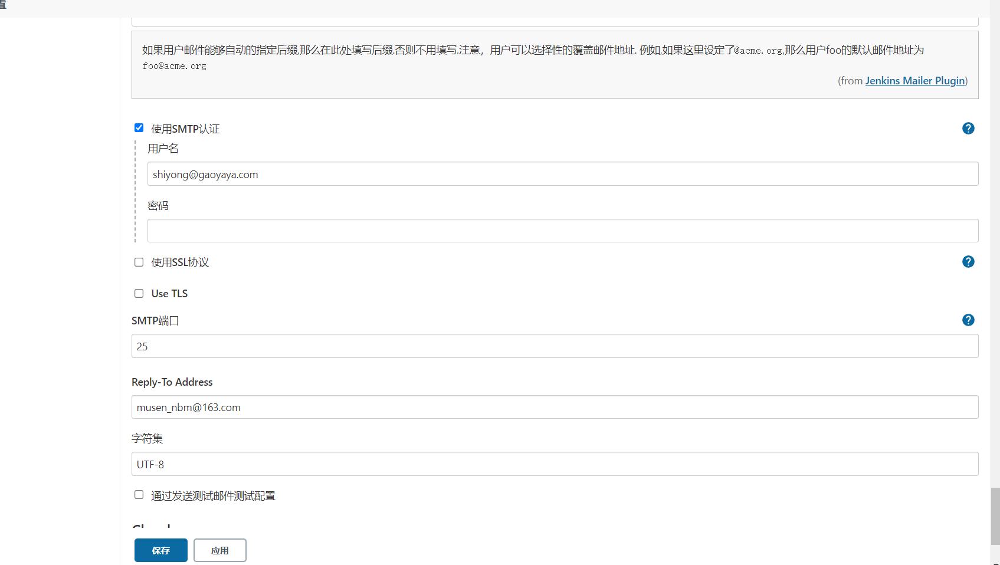 如果用户邮件能够自动的指定后缀,那么在此处填写后缀.否则不用填写.注意，用户可以选择性的覆盖邮件地址. 例如,如果这里设定了@acme.org,那么用户foo的默认邮件地址为
foo@acme.org
(from Jenkins Mailer Plugin)
使用SMTP认证
用户名
shiyong@gaoyaya.com
密码
使用SSL协议
Use TLS
SMTP端口
25
Reply-To Address
musen_nbm@163.com
字符集
UTF-8
通过发送测试邮件测试配置
保存 应用